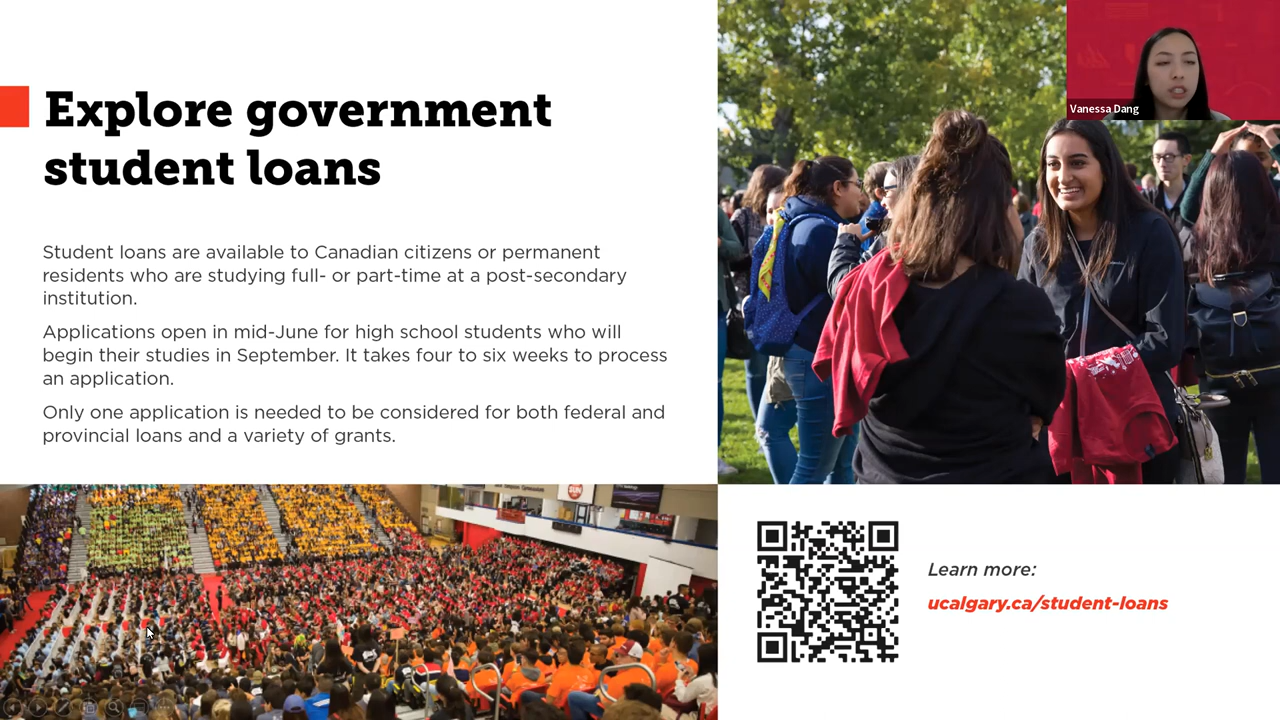 Explore government
student loans
Student loans are available to Canadian citizens or permanent
residents who are studying full- or part-time at a post-secondary
institution.
Applications open in mid-June for high school students who will
begin their studies in September. It takes four to six weeks to process
an application.
Only one application is needed to be considered for both federal and
provincial loans and a variety of grants.
Vanessa Dang
Learn more:
ucalgary.ca/student-loans